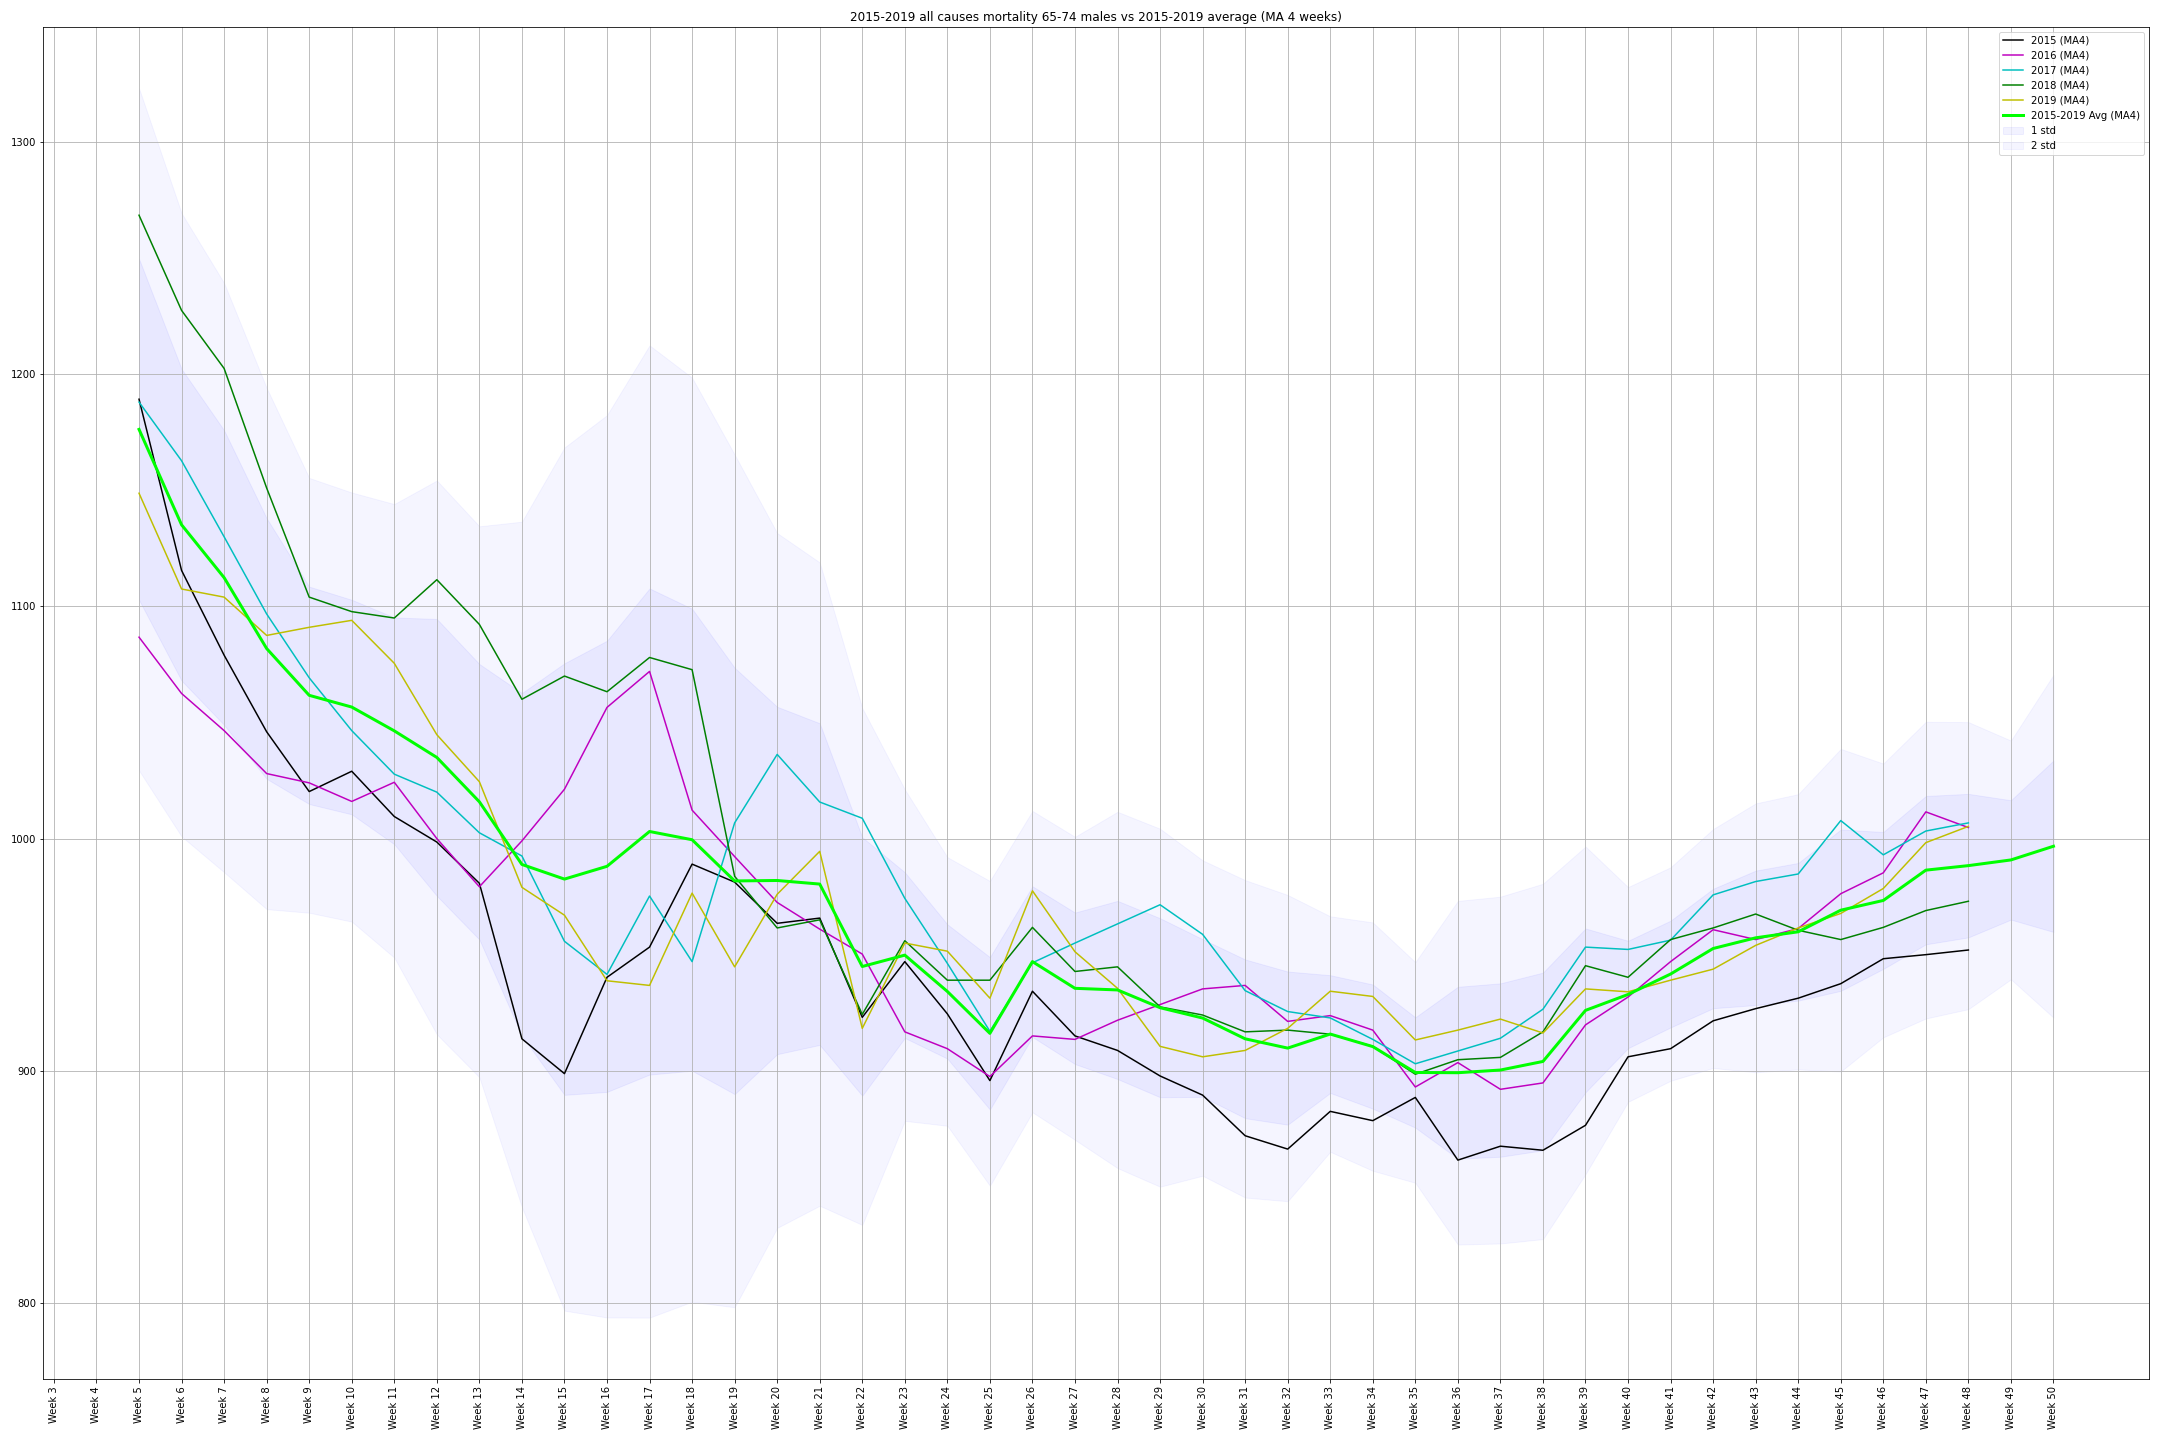 2015-2019 all causes mortality 65-74 males vs 2015-2019 average (MA 4 weeks)
2015 (MA4)
2016 (MA4)
2017 (MA4)
2018 (MA4)
2019 (MA4)
2015-2019 Avg (MA4)
1 std
2 std
1300
1200
1100
1000
900
800
Week 3
Week 4
Week 5
Week 6
Week 7
Week 8
Week 9
Week 10
Week 11
Week 12
Week 13
Week 14
Week 15
Week 16
Week 17
Week 18
Week 19
Week 20
Week 21
Week 22
Week 23
Week 24
Week 25
Week 26
Week 27
Week 28
Week 29
Week 30
Week 31
Week 32
Week 33
Week 34
Week 35
Week 36
Week 37
Week 38
Week 39
Week 40
Week 41
Week 42
Week 43
Week 44
Week 45
Week 46
Week 47
Week 48
Week 49
Week 50